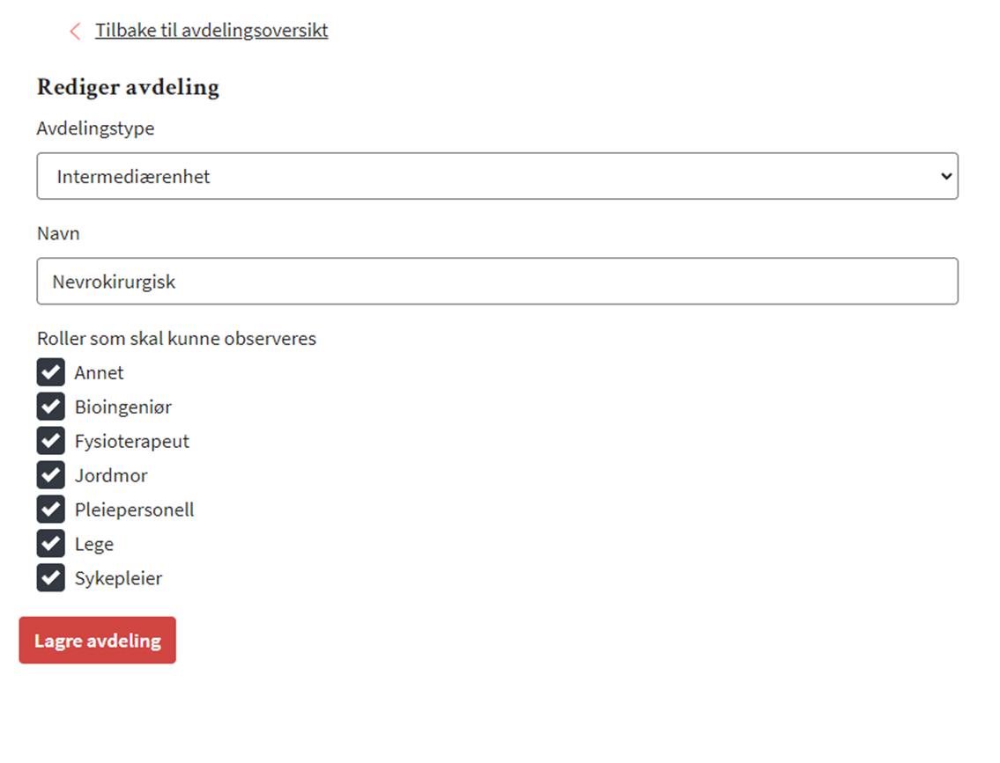 Tilbake til avdelingsoversikt
Rediger avdeling
Avdelingstype
Intermediærenhet
Navn
Nevrokirurgisk
Roller som skal kunne observeres
Annet
Bioingeniør
Fysioterapeut
Jordmor
Pleiepersonell
Lege
Sykepleier
Lagre avdeling